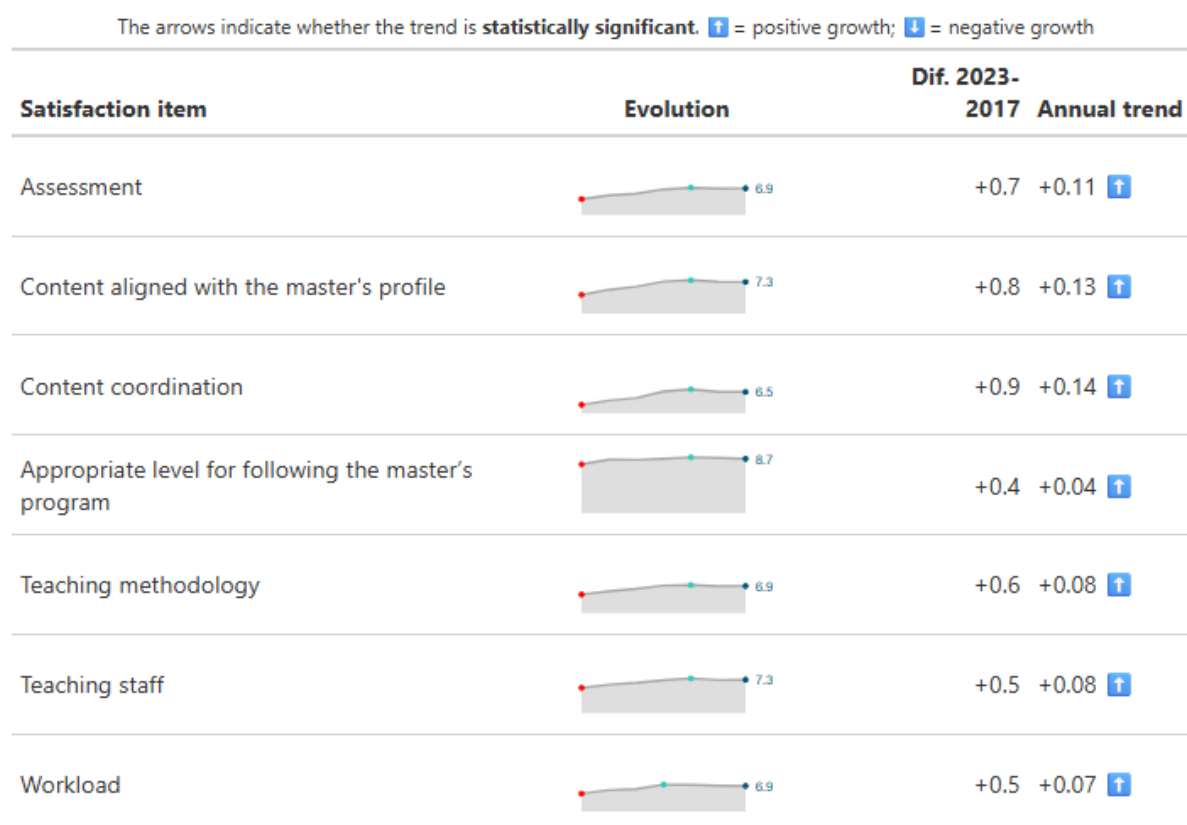 The arrows indicate whether the trend is statistically significant. ⬆️ = positive growth; ⬇️ = negative growth
Satisfaction item Evolution Dif. 2023-
2017 Annual trend
Assessment 6.9 +0.7 +0.11 ⬆️
Content aligned with the master's profile 7.3 +0.8 +0.13 ⬆️
Content coordination 6.5 +0.9 +0.14 ⬆️
Appropriate level for following the master’s
program 8.7 +0.4 +0.04 ⬆️
Teaching methodology 6.9 +0.6 +0.08 ⬆️
Teaching staff 7.3 +0.5 +0.08 ⬆️
Workload 6.9 +0.5 +0.07 ⬆️